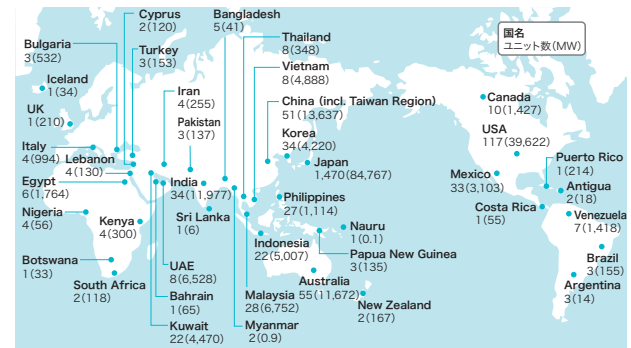 Cyprus
2(120)
Bangladesh
5(41)
Bulgaria
3(532)
Turkey
3(153)
Thailand
8(348)
国名
ユニット数(MW)
Iceland
1(34)
Vietnam
8(4,888)
Iran
4(255)
China (incl. Taiwan Region)
51(13,637)
Canada
10(1,427)
UK
1(210)
Pakistan
3(137)
Korea
34(4,220)
USA
117(39,622)
Italy
4(994)
Lebanon
4(130)
Japan
1,470(84,767)
Puerto Rico
1(214)
Egypt
6(1,764)
India
34(11,977)
Mexico
33(3,103)
Antigua
2(18)
Philippines
27(1,114)
Costa Rica
1(55)
Nigeria
4(56)
Kenya
4(300)
Sri Lanka
1(6)
Nauru
1(0.1)
Venezuela
7(1,418)
Indonesia
22(5,007)
Papua New Guinea
3(135)
Botswana
1(33)
UAE
8(6,528)
Brazil
3(155)
South Africa
2(118)
Australia
55(11,672)
Argentina
3(14)
Bahrain
1(65)
Malaysia
28(6,752)
New Zealand
2(167)
Kuwait
22(4,470)
Myanmar
2(0.9)